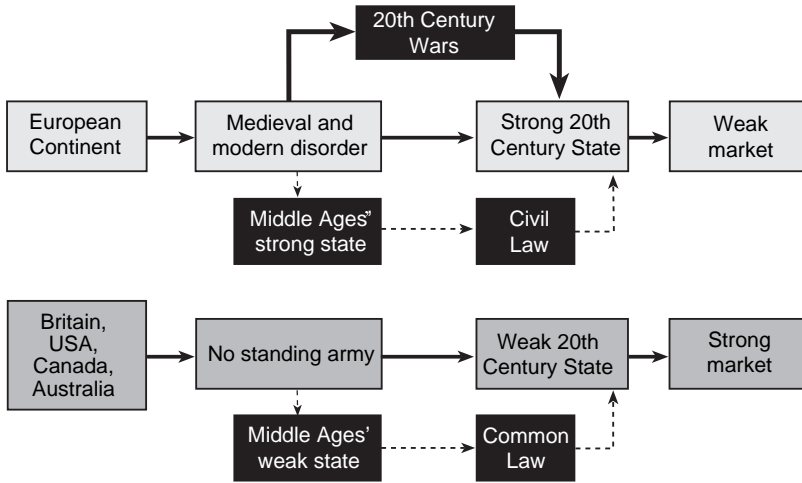 20th Century
Wars
European
Continent
Medieval and
modern disorder
Strong 20th
Century State
Weak
market
Middle Ages"
strong state
Civil
Law
Britain,
USA,
Canada,
Australia
No standing army
Weak 20th
Century State
Strong
market
Middle Ages'
weak state
Common
Law